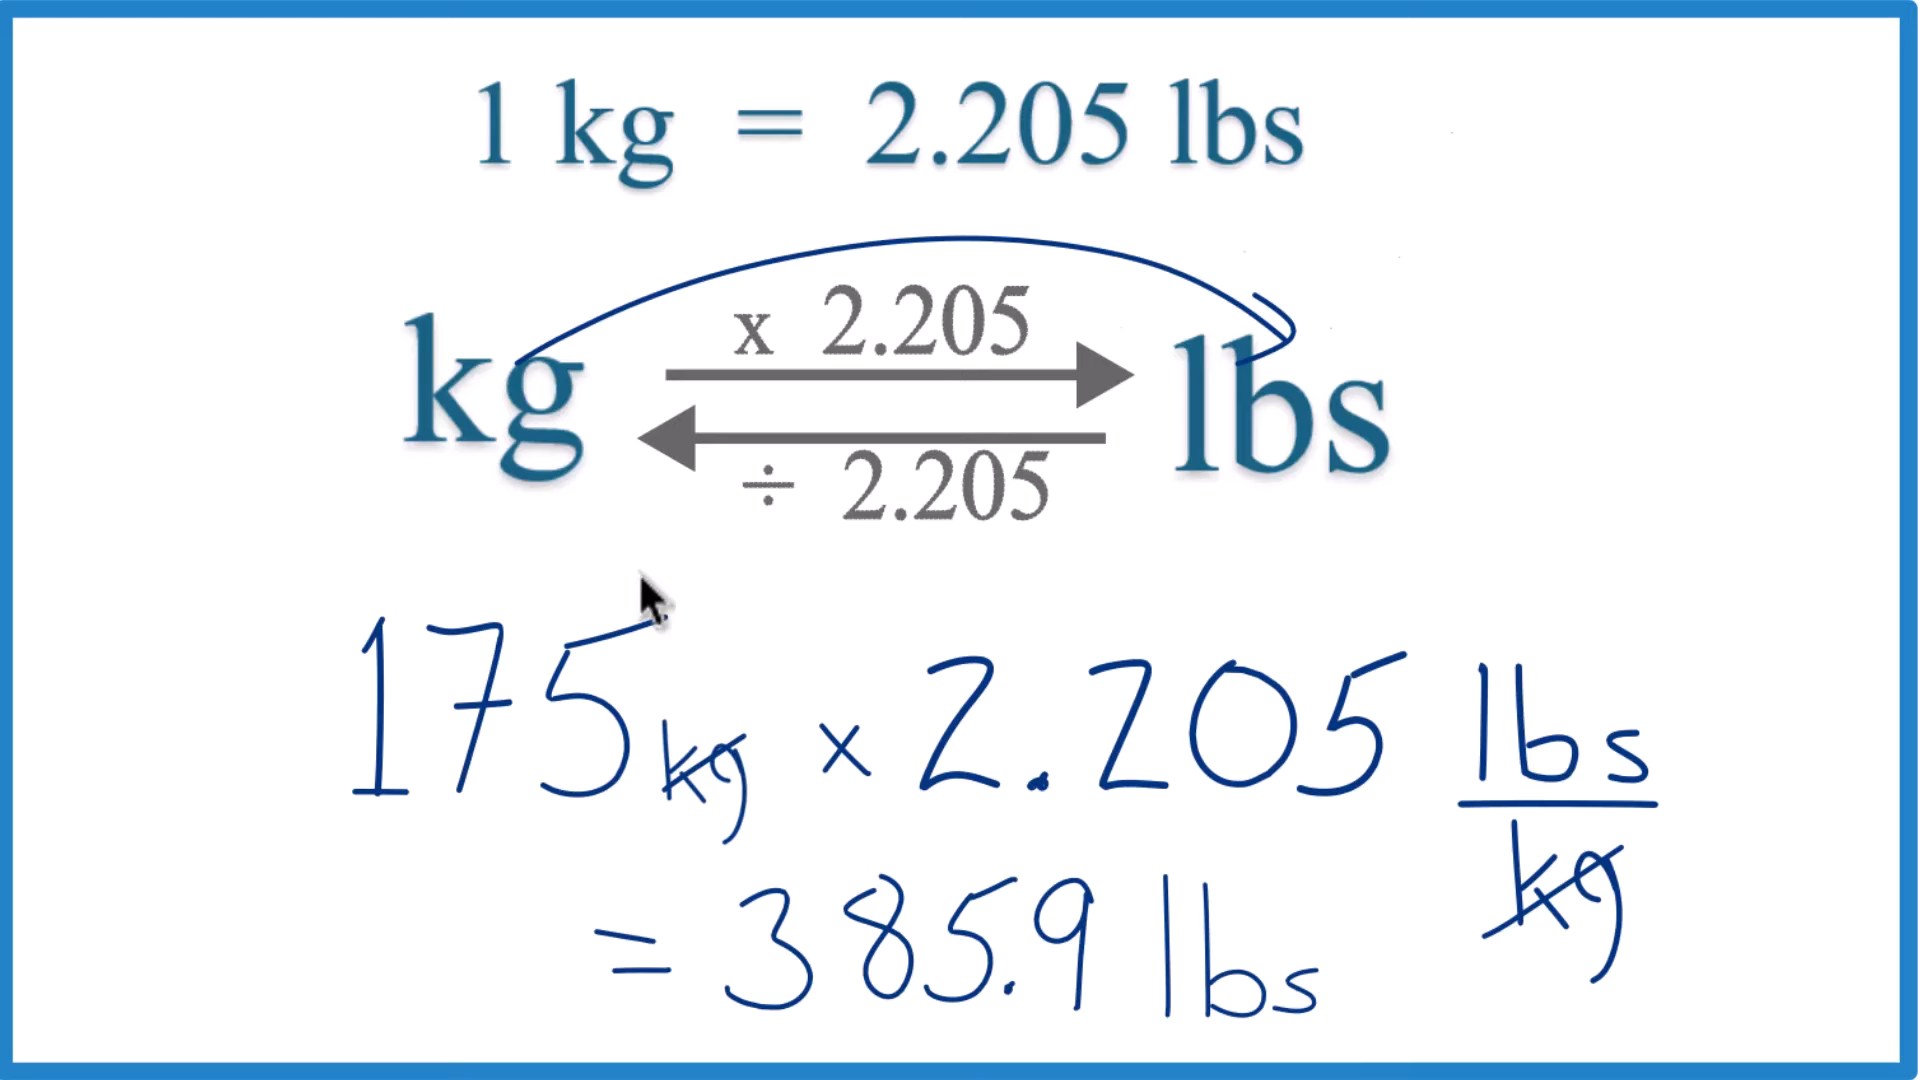 1 kg = 2.205 lbs
x 2.205
kg lbs
÷ 2.205
175 kg x 2.205 lbs
kg
= 385.9 lbs